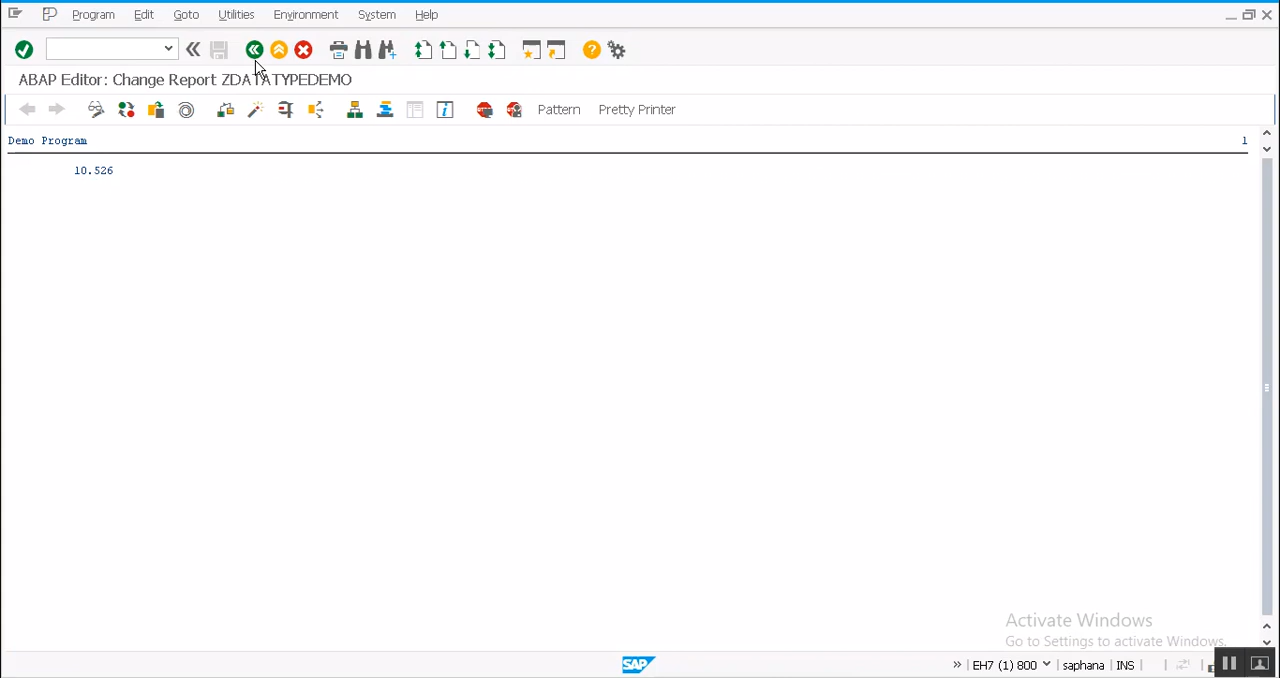 Program Edit Goto Utilities Environment System Help
ABAP Editor: Change Report ZDATATYPEDEMO
Pattern Pretty Printer
Demo Program 1
10.526
Activate Windows
Go to Settings to activate Windows.
SAP » EH7 (1) 800 saphana INS